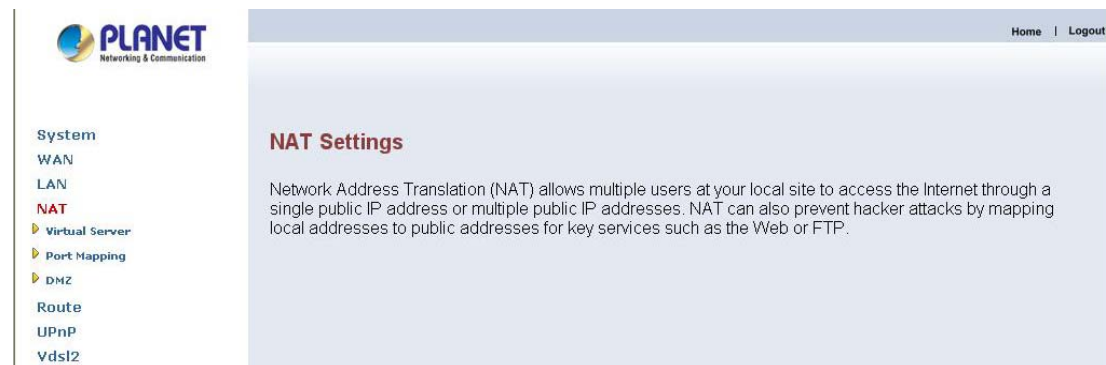 PLANET
Networking & Communication
Home | Logout
System
WAN
LAN
NAT
Virtual Server
Port Mapping
DMZ
Route
UPnP
Vdsl2
NAT Settings
Network Address Translation (NAT) allows multiple users at your local site to access the Internet through a
single public IP address or multiple public IP addresses. NAT can also prevent hacker attacks by mapping
local addresses to public addresses for key services such as the Web or FTP.